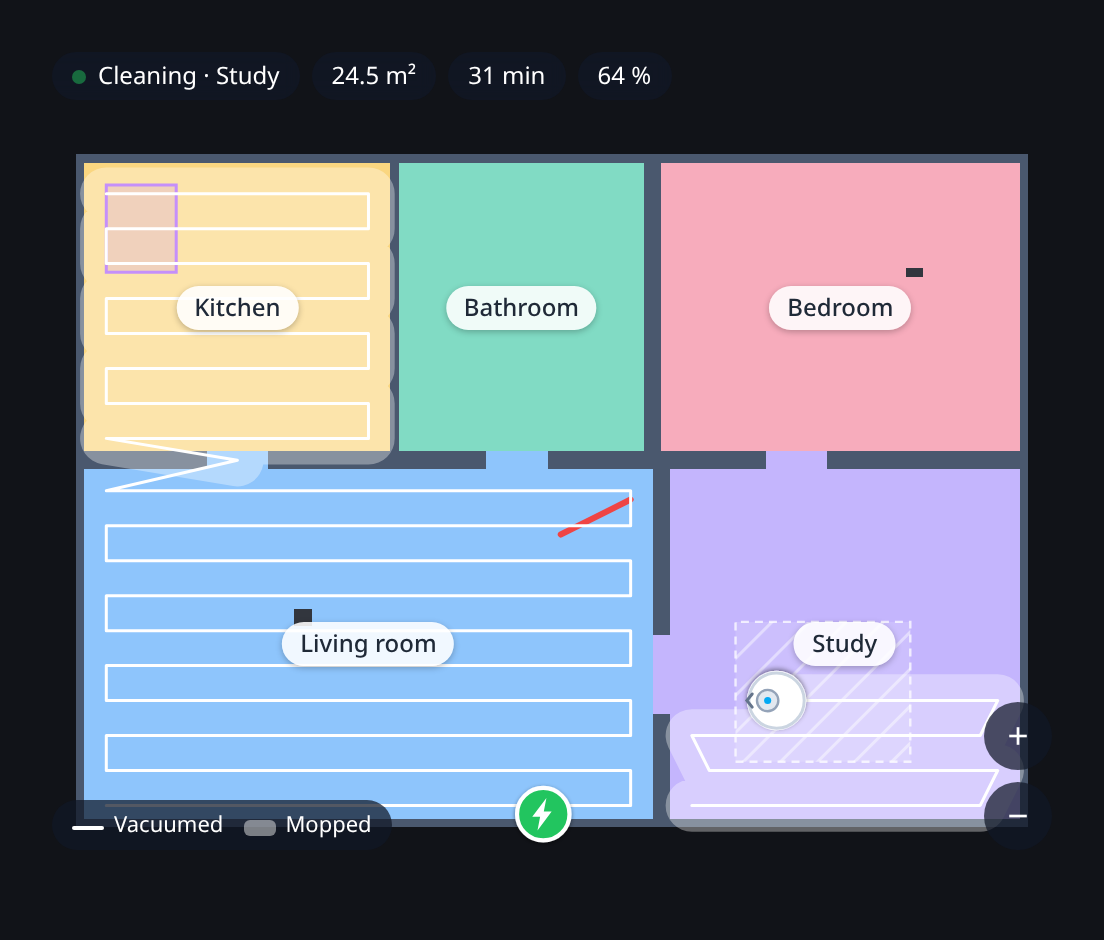 Cleaning · Study
24.5 m²
31 min
64 %
Kitchen
Bathroom
Bedroom
Living room
Study
+
−
Vacuumed
Mopped